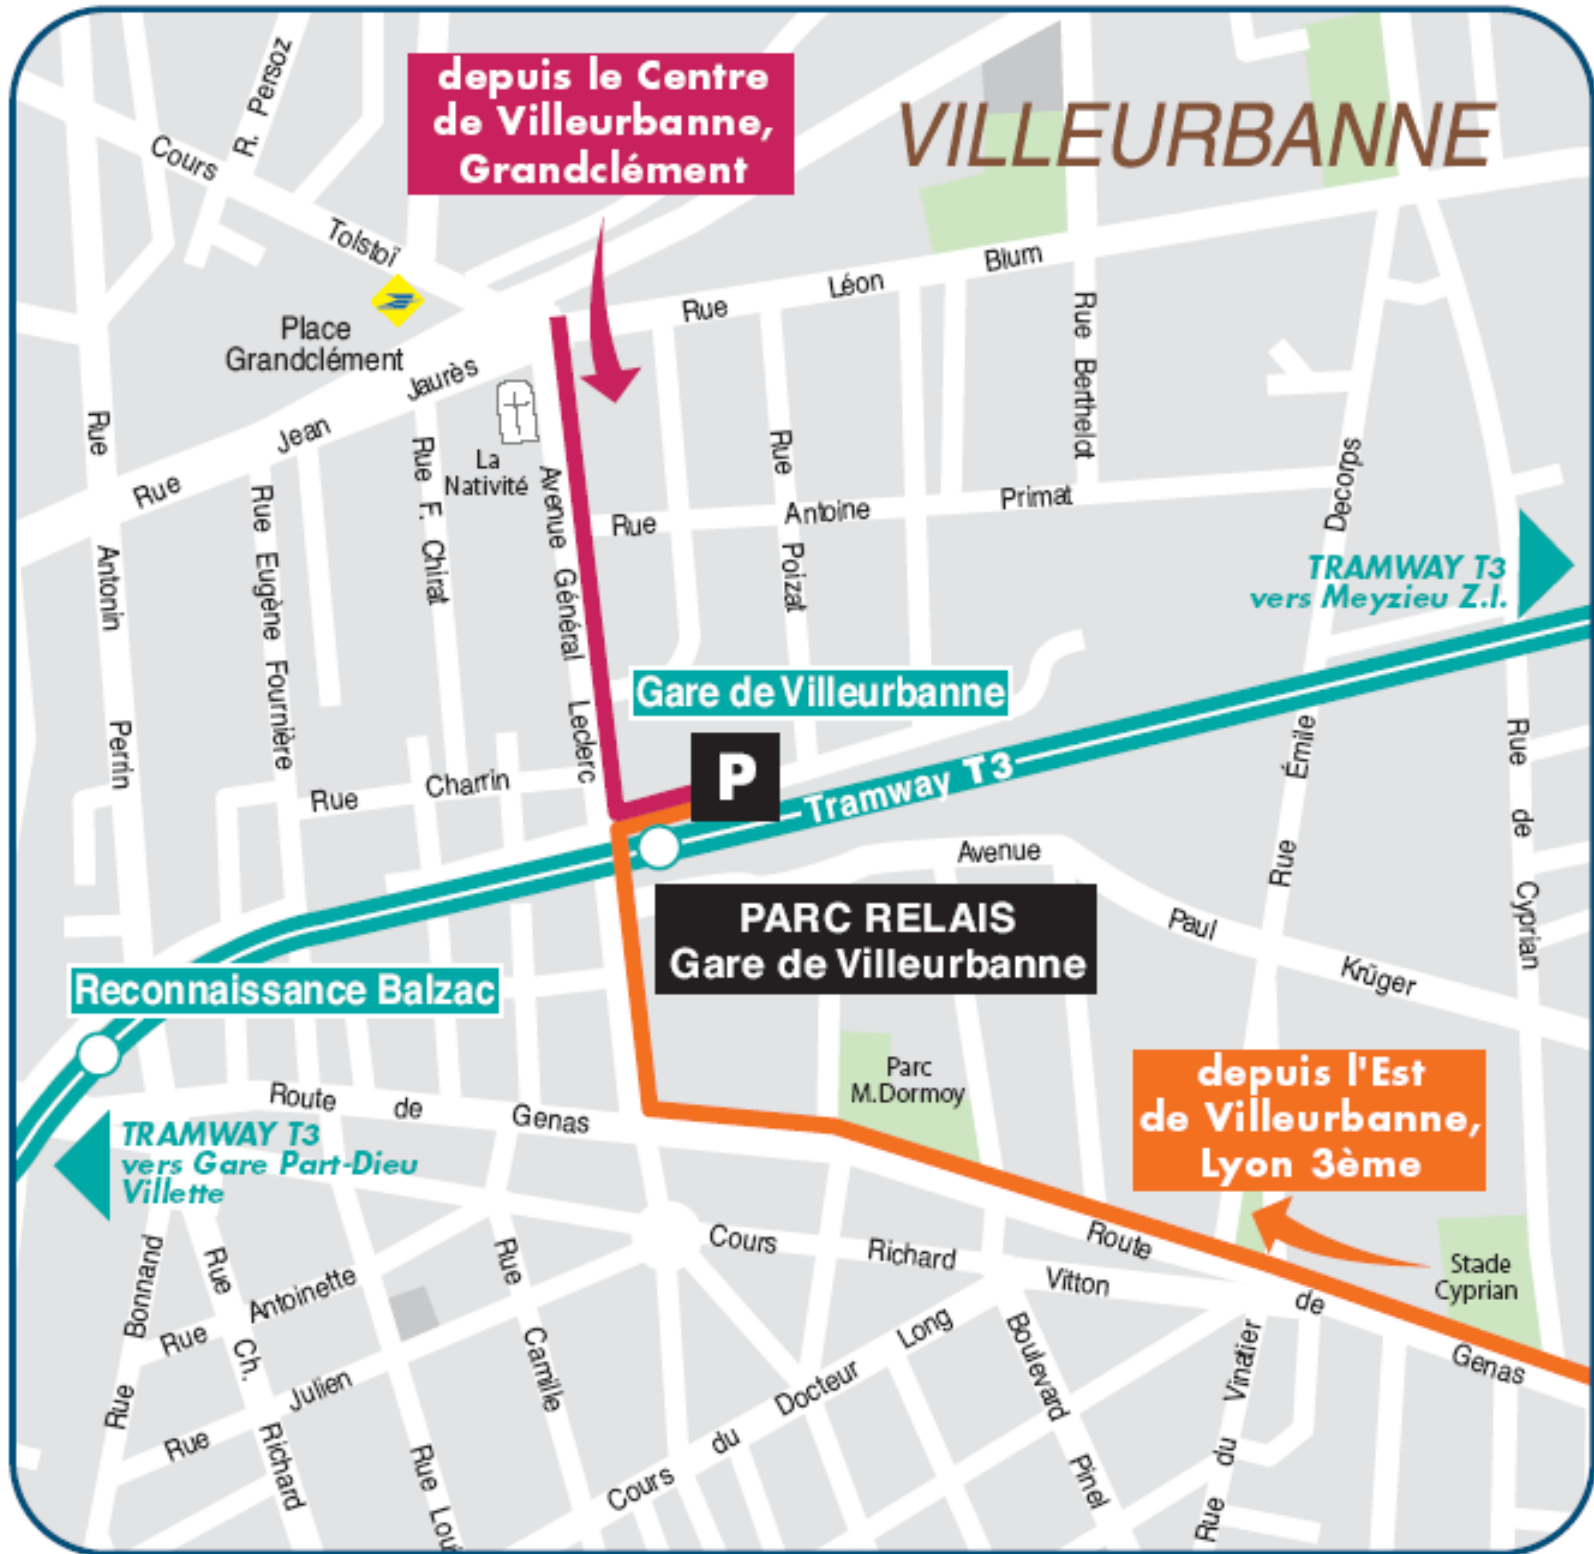 depuis le Centre
de Villeurbanne,
Grandclément
VILLEURBANNE
R. Persoz
Cours
Tolstoï
Place
Grandclément
Rue Léon Blum
Rue Jean Jaurès
La
Nativité
Rue Berthelot
Rue Antonin Perrin
Rue Eugène Fournière
Rue F. Chirat
Avenue Général Leclerc
Rue Poizat
Rue Antoine Primat
Rue Émile Decorps
TRAMWAY T3
vers Meyzieu Z.I.
Gare de Villeurbanne
P
Tramway T3
Rue Charrin
Rue de Cyprian
Avenue Paul Krüger
PARC RELAIS
Gare de Villeurbanne
Reconnaissance Balzac
Parc
M.Dormoy
depuis l'Est
de Villeurbanne,
Lyon 3ème
Route de Genas
TRAMWAY T3
vers Gare Part-Dieu
Villette
Cours Richard Vitton
Route de Genas
Stade
Cyprian
Rue Bonnand
Rue Ch. Richard
Rue Antoinette
Rue Julien
Rue Camille
Rue Loui
Cours du Docteur Long
Boulevard Pinel
Rue du Vinatier